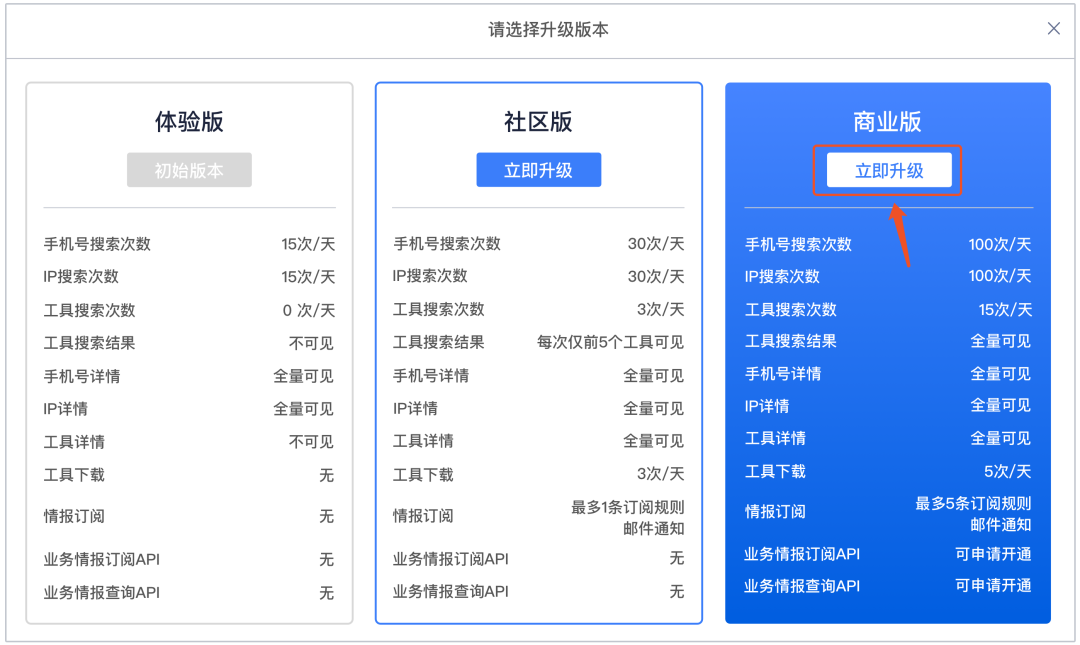 请选择升级版本
体验版
初始版本
手机号搜索次数 15次/天
IP搜索次数 15次/天
工具搜索次数 0 次/天
工具搜索结果 不可见
手机号详情 全量可见
IP详情 全量可见
工具详情 不可见
工具下载 无
情报订阅 无
业务情报订阅API 无
业务情报查询API 无
社区版
立即升级
手机号搜索次数 30次/天
IP搜索次数 30次/天
工具搜索次数 3次/天
工具搜索结果 每次仅前5个工具可见
手机号详情 全量可见
IP详情 全量可见
工具详情 全量可见
工具下载 3次/天
情报订阅 最多1条订阅规则
邮件通知
业务情报订阅API 无
业务情报查询API 无
商业版
立即升级
手机号搜索次数 100次/天
IP搜索次数 100次/天
工具搜索次数 15次/天
工具搜索结果 全量可见
手机号详情 全量可见
IP详情 全量可见
工具详情 全量可见
工具下载 5次/天
情报订阅 最多5条订阅规则
邮件通知
业务情报订阅API 可申请开通
业务情报查询API 可申请开通